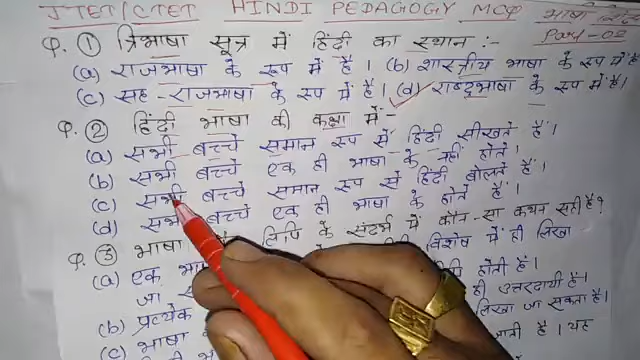 JTET/CTET HINDI PEDAGOGY MCQ भाषा
Part-02
Q. ① त्रिभाषा सूत्र में हिंदी का स्थान :-
(a) राजभाषा के रूप में है। (b) शास्त्रीय भाषा के रूप में है
(c) सह-राजभाषा के रूप में है। (d) राष्ट्रभाषा के रूप में है।
Q. ② हिंदी भाषा की कक्षा में-
(a) सभी बच्चे समान रूप से हिंदी सीखते हैं।
(b) सभी बच्चे एक ही भाषा के नहीं होते।
(c) सभी बच्चे समान रूप से हिंदी बोलते हैं।
(d) सभी बच्चे एक ही भाषा के होते हैं।
Q. ③ भाषा लिपि के संदर्भ में कौन-सा कथन सही है?
(a) एक भाषा विशेष में ही लिखा
जा होती है।
(b) प्रत्येक ही उत्तरदायी है।
(c) भाषा लिखा जा सकता है।
है। यह